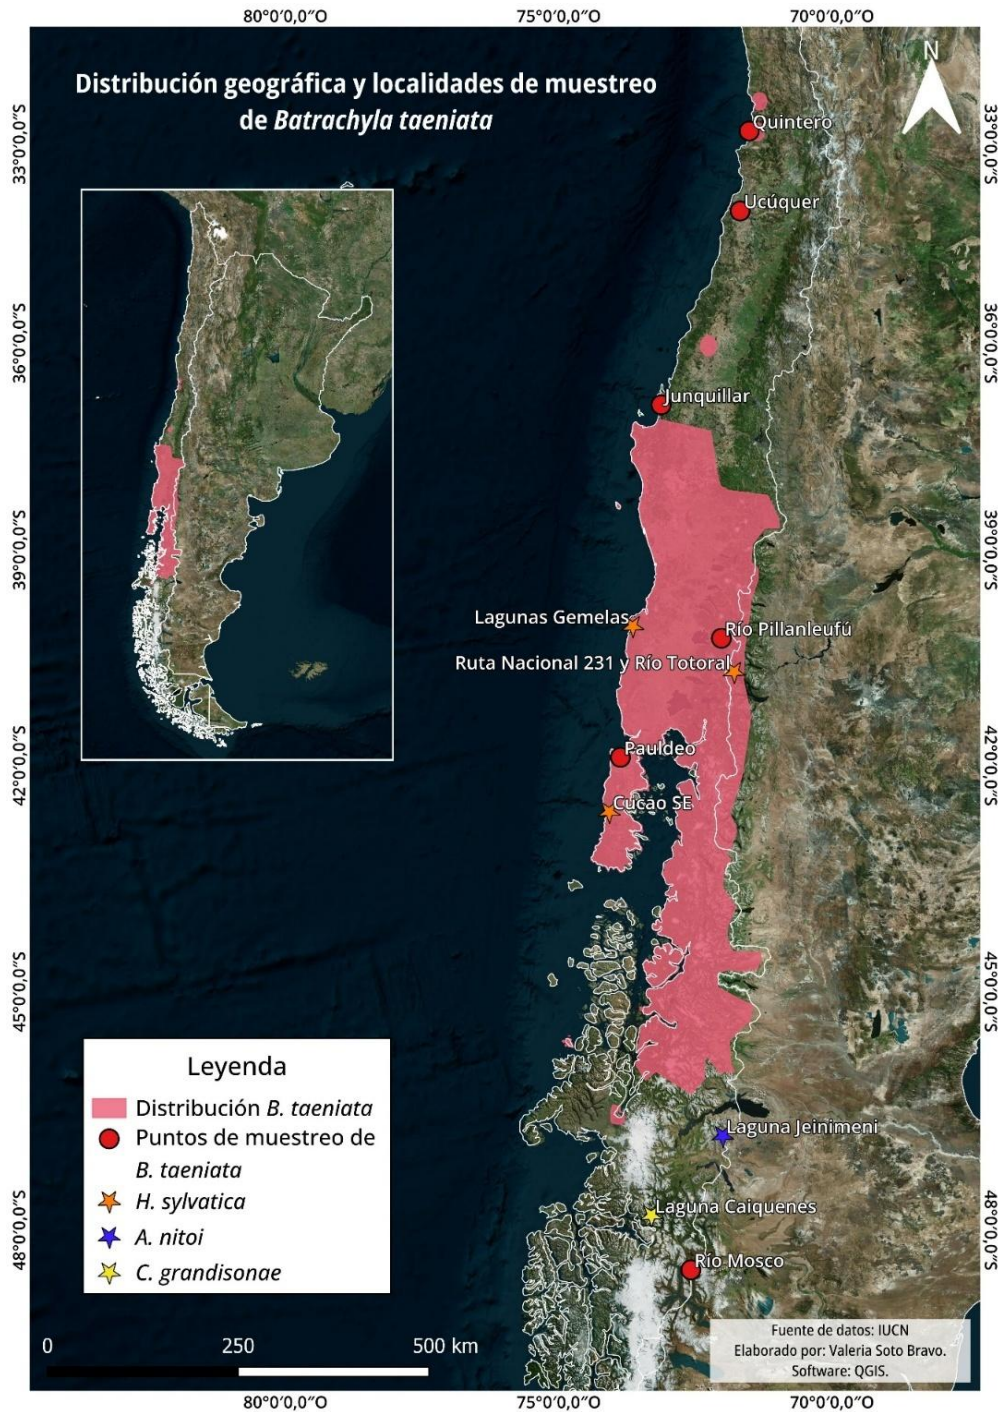 80°0'0,0"O
75°0'0,0"O
70°0'0,0"O
N
Distribución geográfica y localidades de muestreo
de Batrachyla taeniata
33°0'0,0"S
33°0'0,0"S
Quintero
Ucúquer
36°0'0,0"S
36°0'0,0"S
Junquillar
39°0'0,0"S
39°0'0,0"S
Lagunas Gemelas
Río Pillanleufú
Ruta Nacional 231 y Río Totoral
42°0'0,0"S
42°0'0,0"S
Pauldeo
Cucao SE
45°0'0,0"S
45°0'0,0"S
Leyenda
Distribución B. taeniata
Puntos de muestreo de
B. taeniata
H. sylvatica
A. nitoi
C. grandisonae
Laguna Jeinimeni
Laguna Caiquenes
48°0'0,0"S
48°0'0,0"S
Río Mosco
0
250
500 km
Fuente de datos: IUCN
Elaborado por: Valeria Soto Bravo.
Software: QGIS.
80°0'0,0"O
75°0'0,0"O
70°0'0,0"O